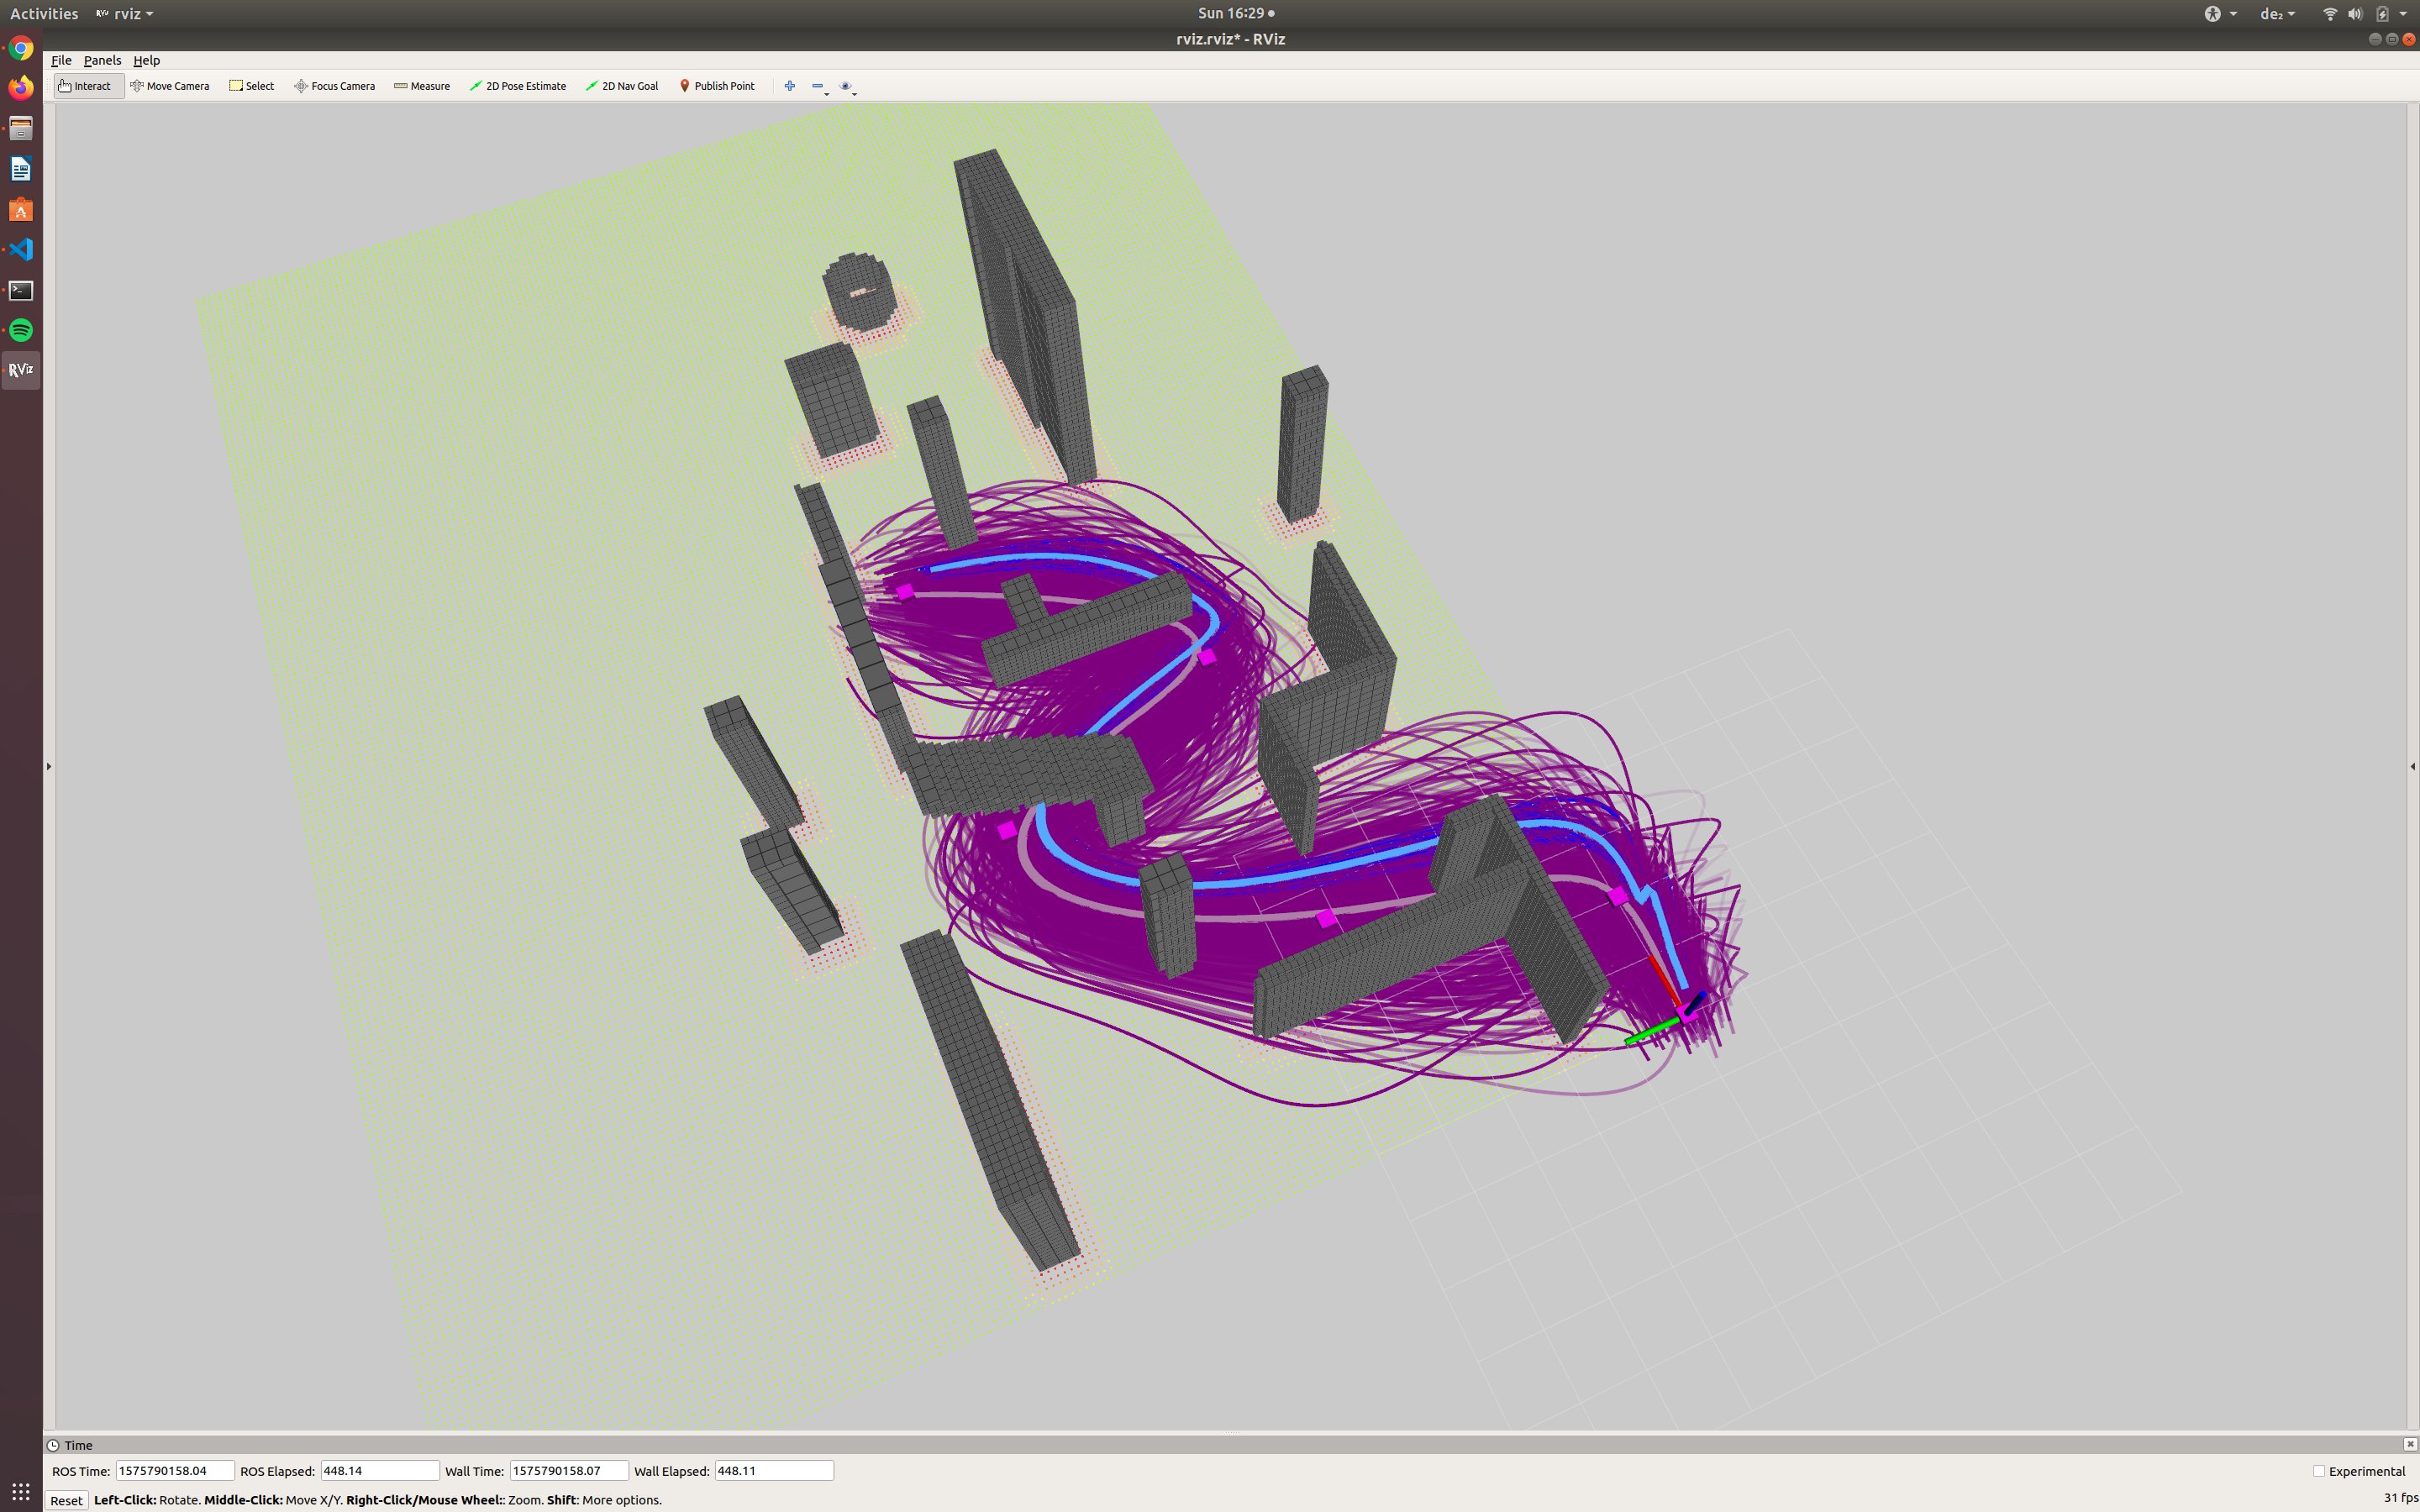 Activities RViz rviz Sun 16:29 de₂
rviz.rviz* - RViz
File Panels Help
Interact Move Camera Select Focus Camera Measure 2D Pose Estimate 2D Nav Goal Publish Point
RViz
Time
ROS Time: 1575790158.04 ROS Elapsed: 448.14 Wall Time: 1575790158.07 Wall Elapsed: 448.11 Experimental
Reset Left-Click: Rotate. Middle-Click: Move X/Y. Right-Click/Mouse Wheel:: Zoom. Shift: More options. 31 fps